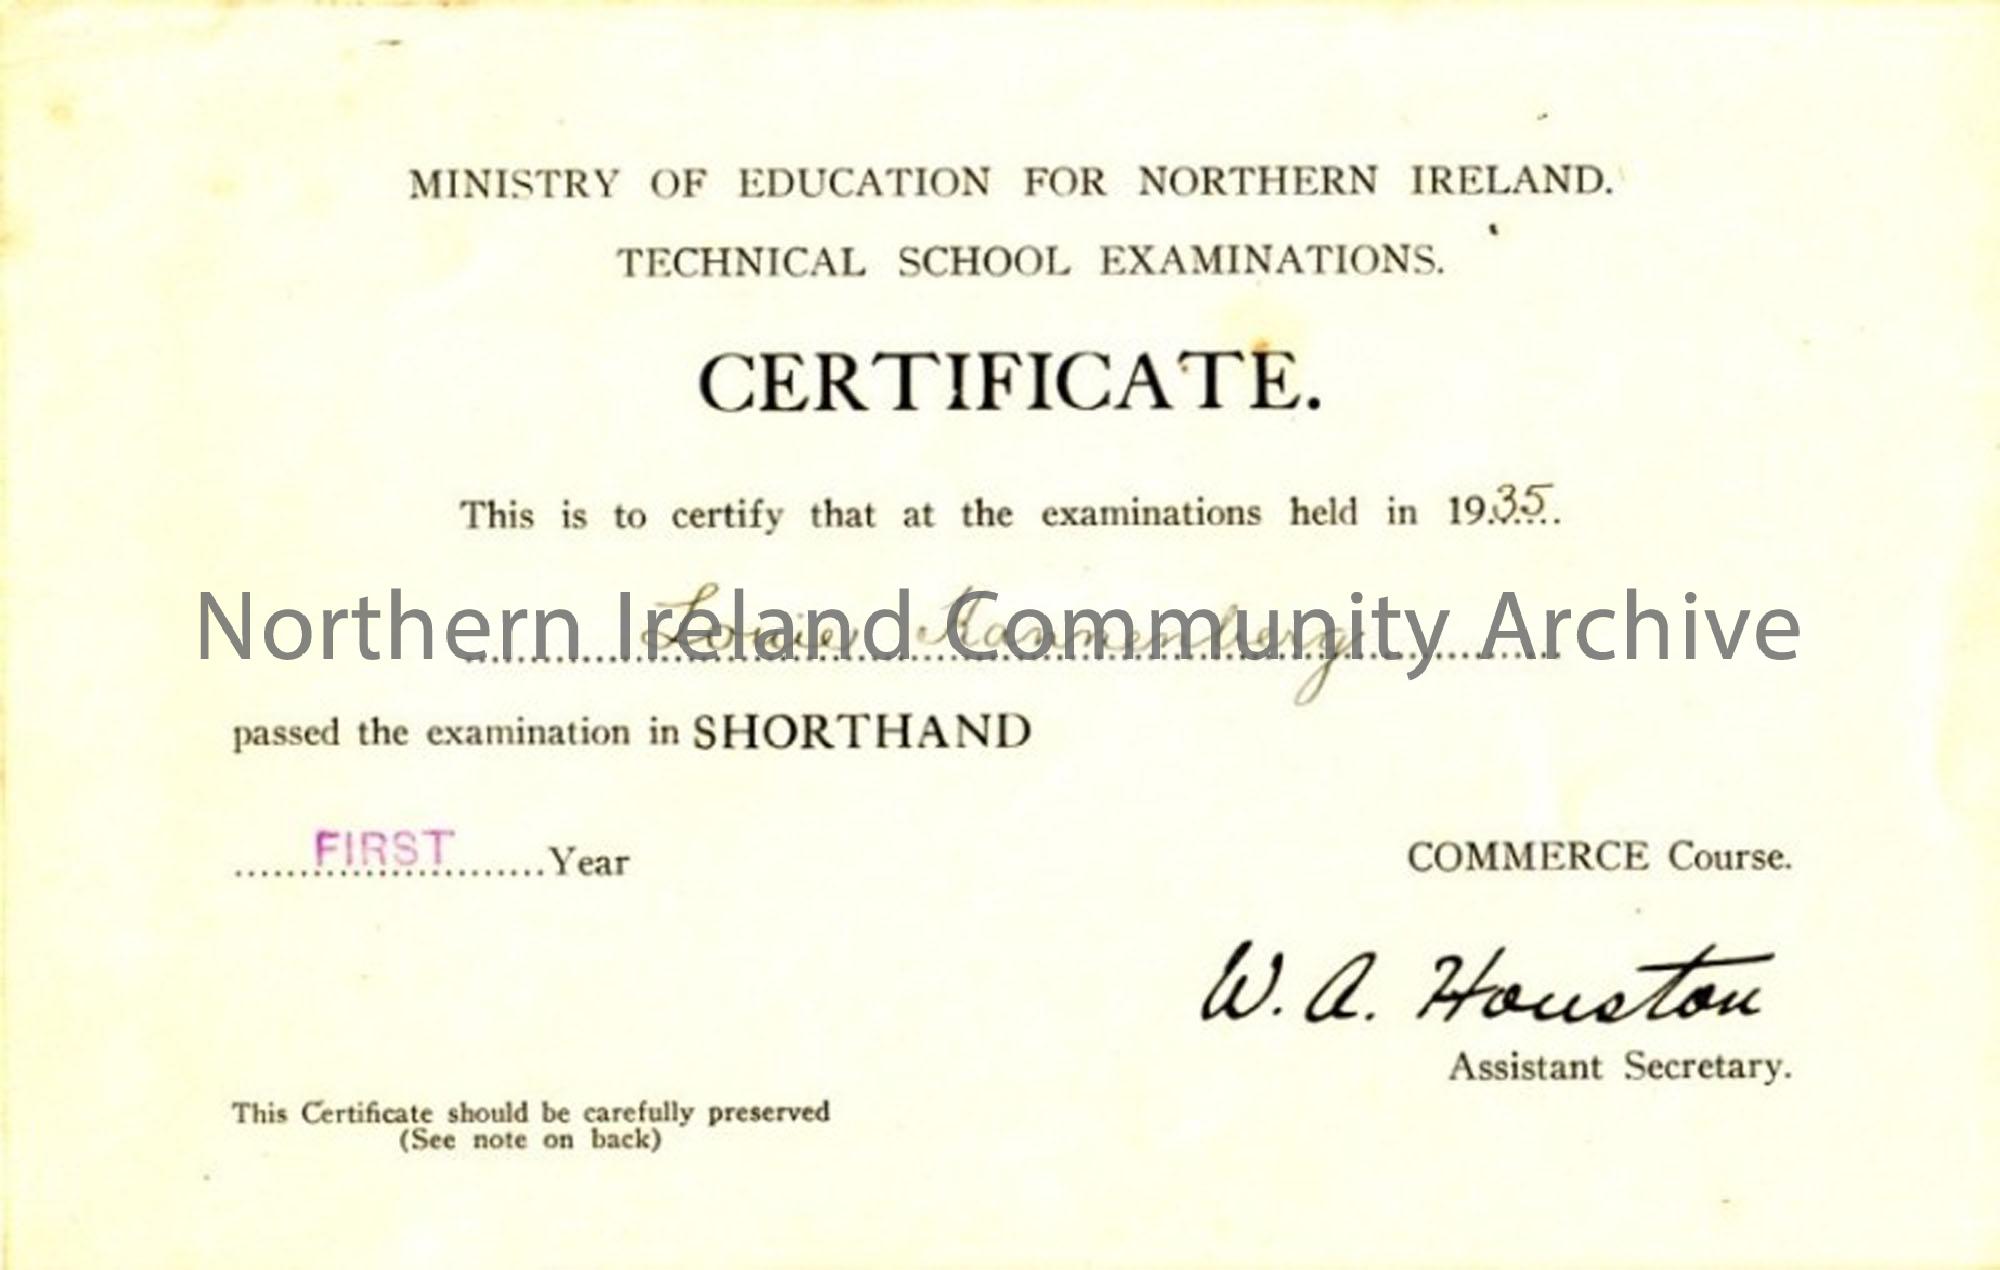 MINISTRY OF EDUCATION FOR NORTHERN IRELAND.
TECHNICAL SCHOOL EXAMINATIONS.
CERTIFICATE.
This is to certify that at the examinations held in 1935.
Northern Ireland Community Archive
Louie
passed the examination in SHORTHAND
FIRST Year
COMMERCE Course.
W. A. Houston
Assistant Secretary.
This Certificate should be carefully preserved
(See note on back)